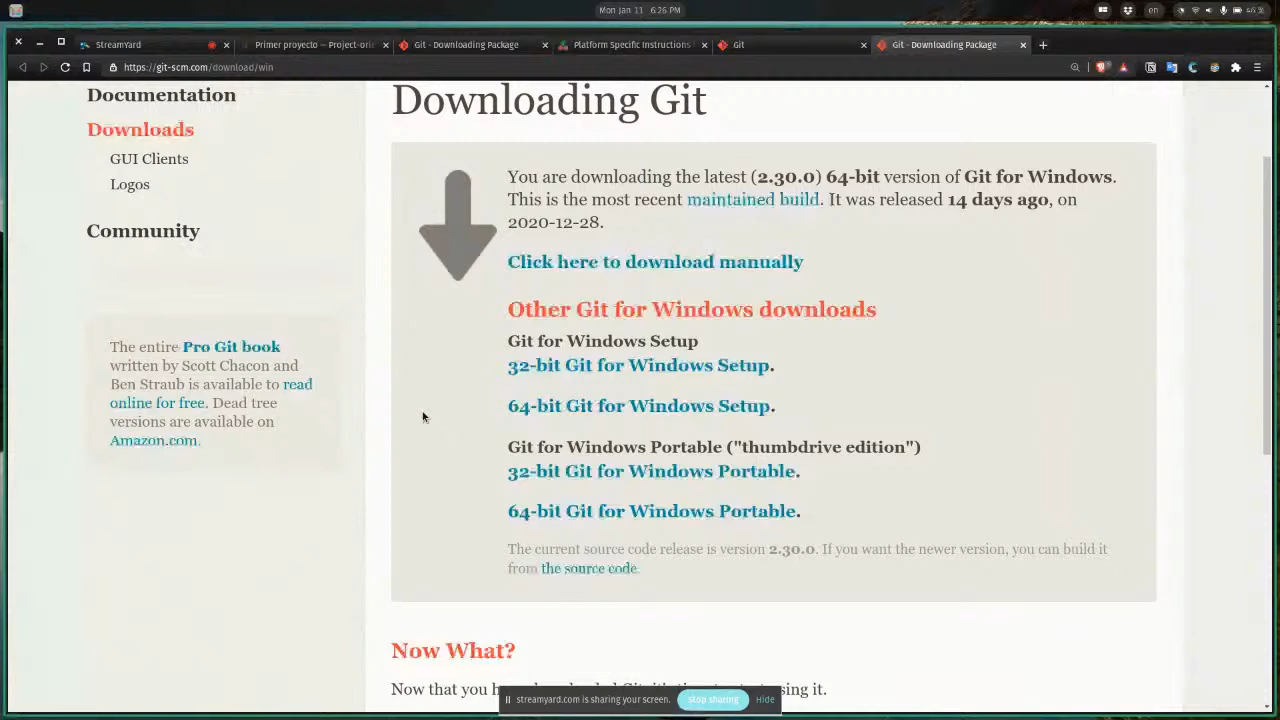 Mon Jan 11  6:26 PM
en
StreamYard
Primer proyecto — Project-orie
Git - Downloading Package
Platform Specific Instructions
Git
Git - Downloading Package
https://git-scm.com/download/win
Documentation
Downloads
GUI Clients
Logos
Community
The entire Pro Git book
written by Scott Chacon and
Ben Straub is available to read
online for free. Dead tree
versions are available on
Amazon.com.
Downloading Git
You are downloading the latest (2.30.0) 64-bit version of Git for Windows.
This is the most recent maintained build. It was released 14 days ago, on
2020-12-28.
Click here to download manually
Other Git for Windows downloads
Git for Windows Setup
32-bit Git for Windows Setup.
64-bit Git for Windows Setup.
Git for Windows Portable ("thumbdrive edition")
32-bit Git for Windows Portable.
64-bit Git for Windows Portable.
The current source code release is version 2.30.0. If you want the newer version, you can build it
from the source code.
Now What?
Now that you h
sing it.
streamyard.com is sharing your screen.
Stop sharing
Hide